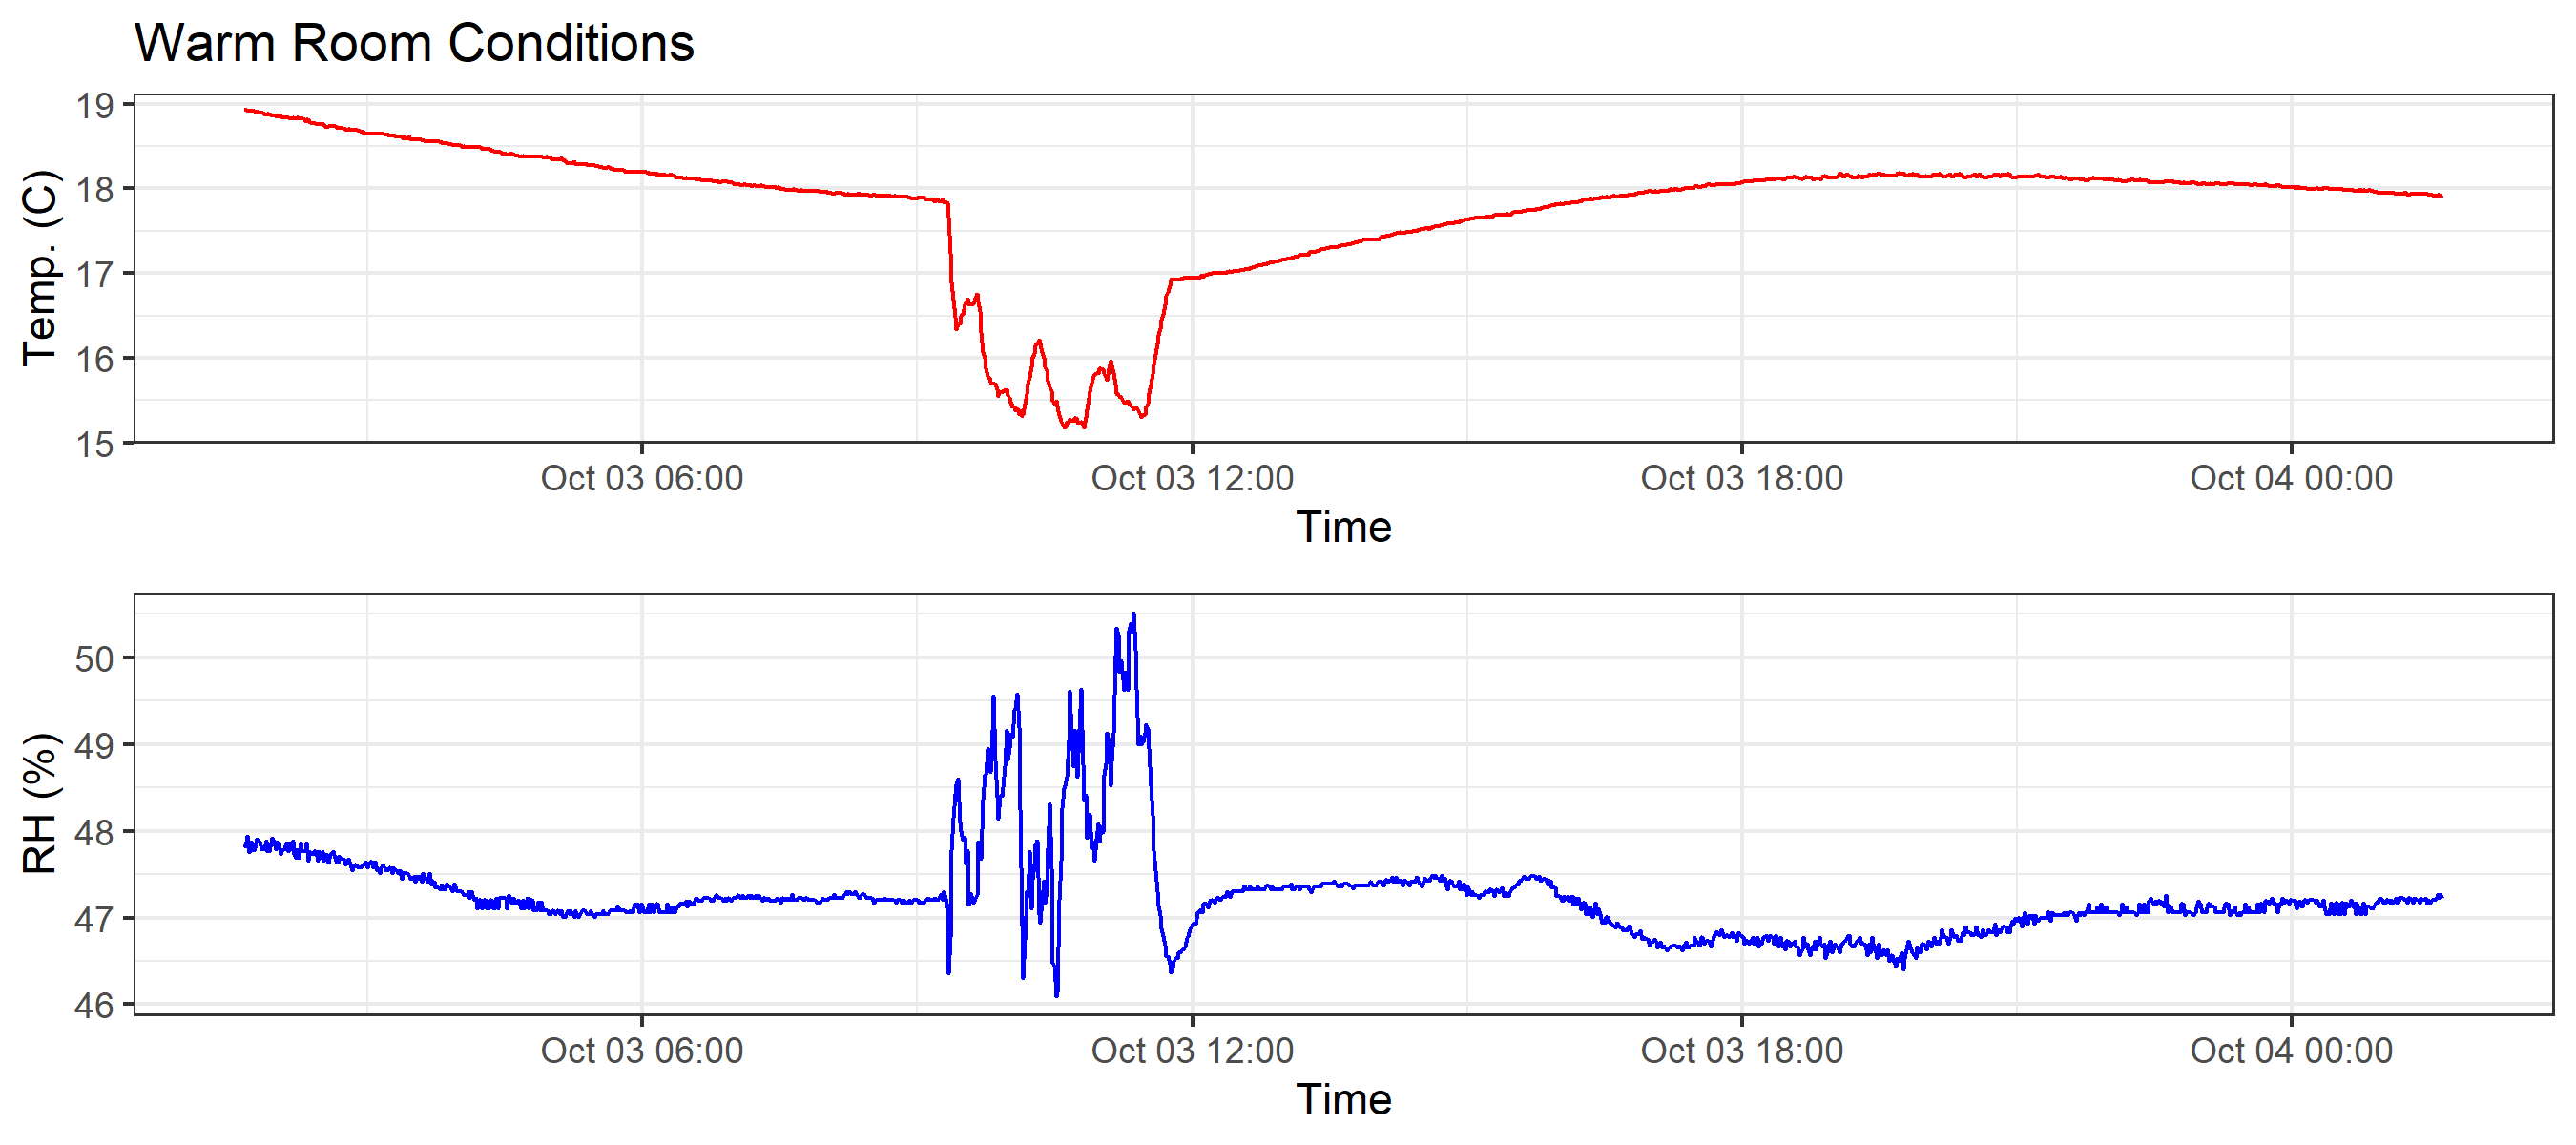 Warm Room Conditions
19
18
17
16
15
Temp. (C)
Oct 03 06:00 Oct 03 12:00 Oct 03 18:00 Oct 04 00:00
Time
50
49
48
47
46
RH (%)
Oct 03 06:00 Oct 03 12:00 Oct 03 18:00 Oct 04 00:00
Time